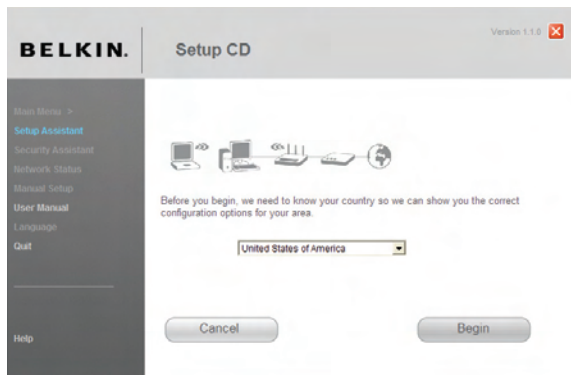 BELKIN.
Setup CD
Version 1.1.0
Main Menu >
Setup Assistant
Security Assistant
Network Status
Manual Setup
User Manual
Language
Quit
Help
Before you begin, we need to know your country so we can show you the correct
configuration options for your area.
United States of America
Cancel
Begin